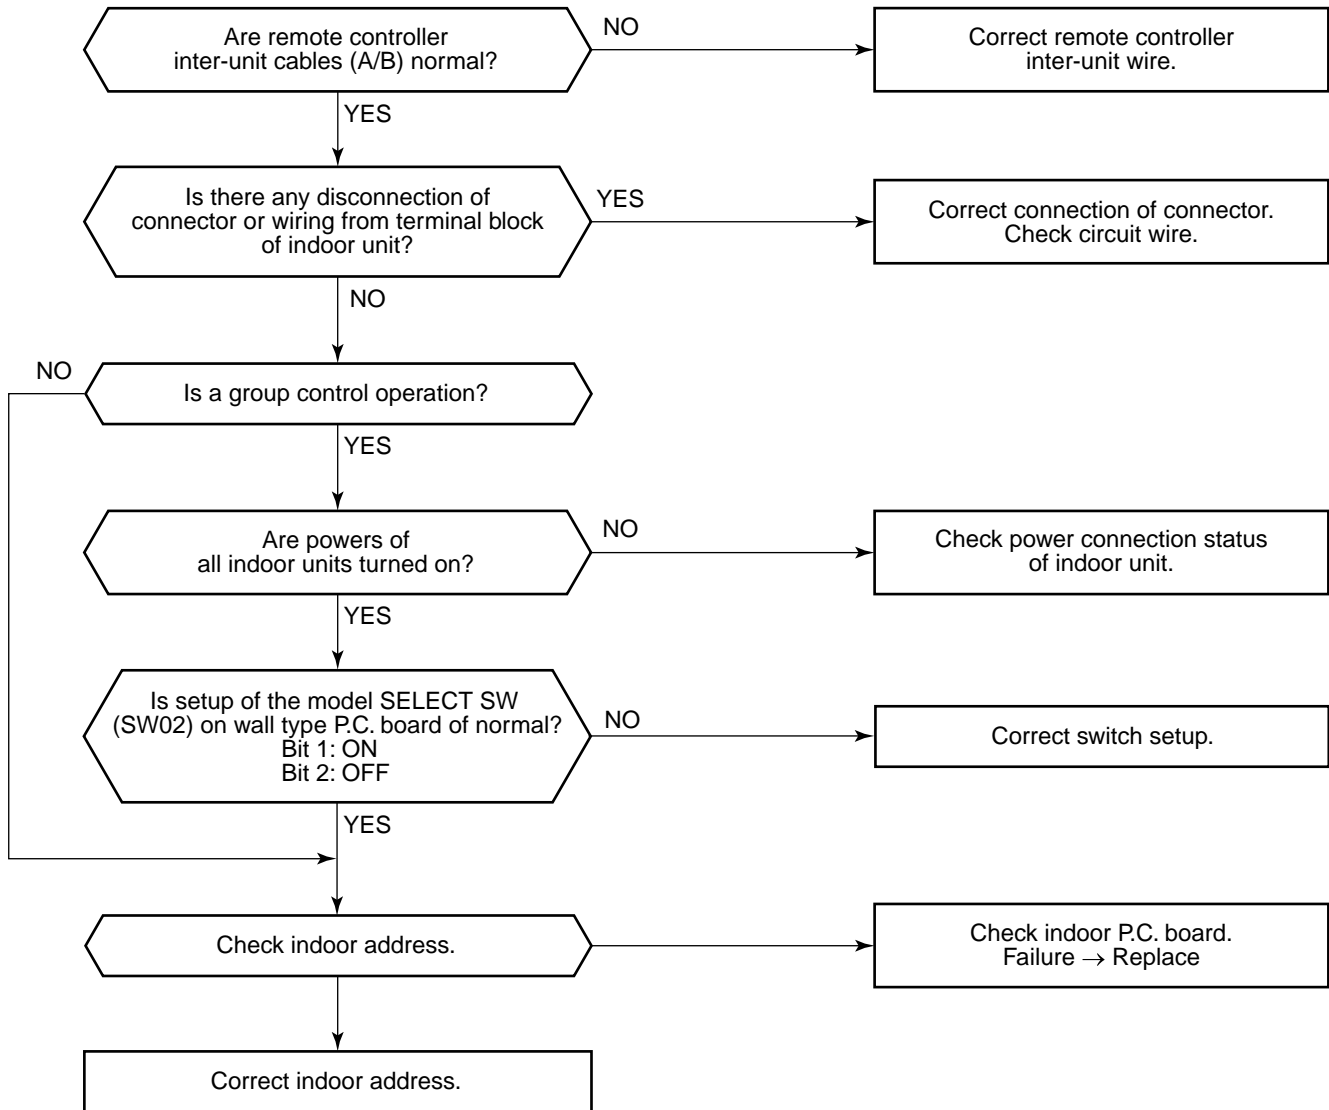 Are remote controller
inter-unit cables (A/B) normal?
NO
Correct remote controller
inter-unit wire.
YES
Is there any disconnection of
connector or wiring from terminal block
of indoor unit?
YES
Correct connection of connector.
Check circuit wire.
NO
NO
Is a group control operation?
YES
Are powers of
all indoor units turned on?
NO
Check power connection status
of indoor unit.
YES
Is setup of the model SELECT SW
(SW02) on wall type P.C. board of normal?
Bit 1: ON
Bit 2: OFF
NO
Correct switch setup.
YES
Check indoor address.
Check indoor P.C. board.
Failure → Replace
Correct indoor address.